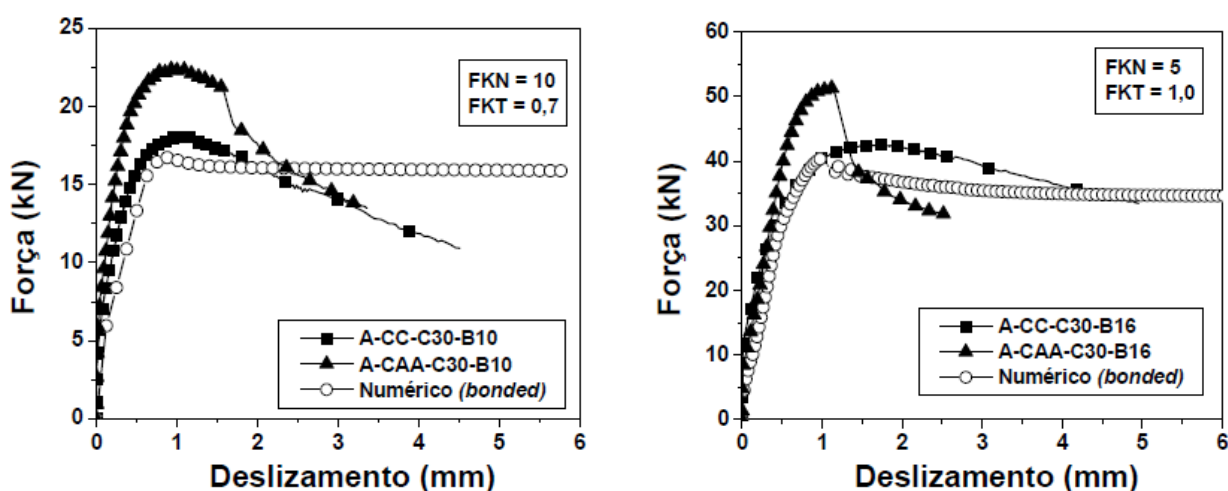 25
20
15
10
5
0
0 1 2 3 4 5 6
Força (kN)
Deslizamento (mm)
FKN = 10
FKT = 0,7
A-CC-C30-B10
A-CAA-C30-B10
Numérico (bonded)
60
50
40
30
20
10
0
0 1 2 3 4 5 6
Força (kN)
Deslizamento (mm)
FKN = 5
FKT = 1,0
A-CC-C30-B16
A-CAA-C30-B16
Numérico (bonded)